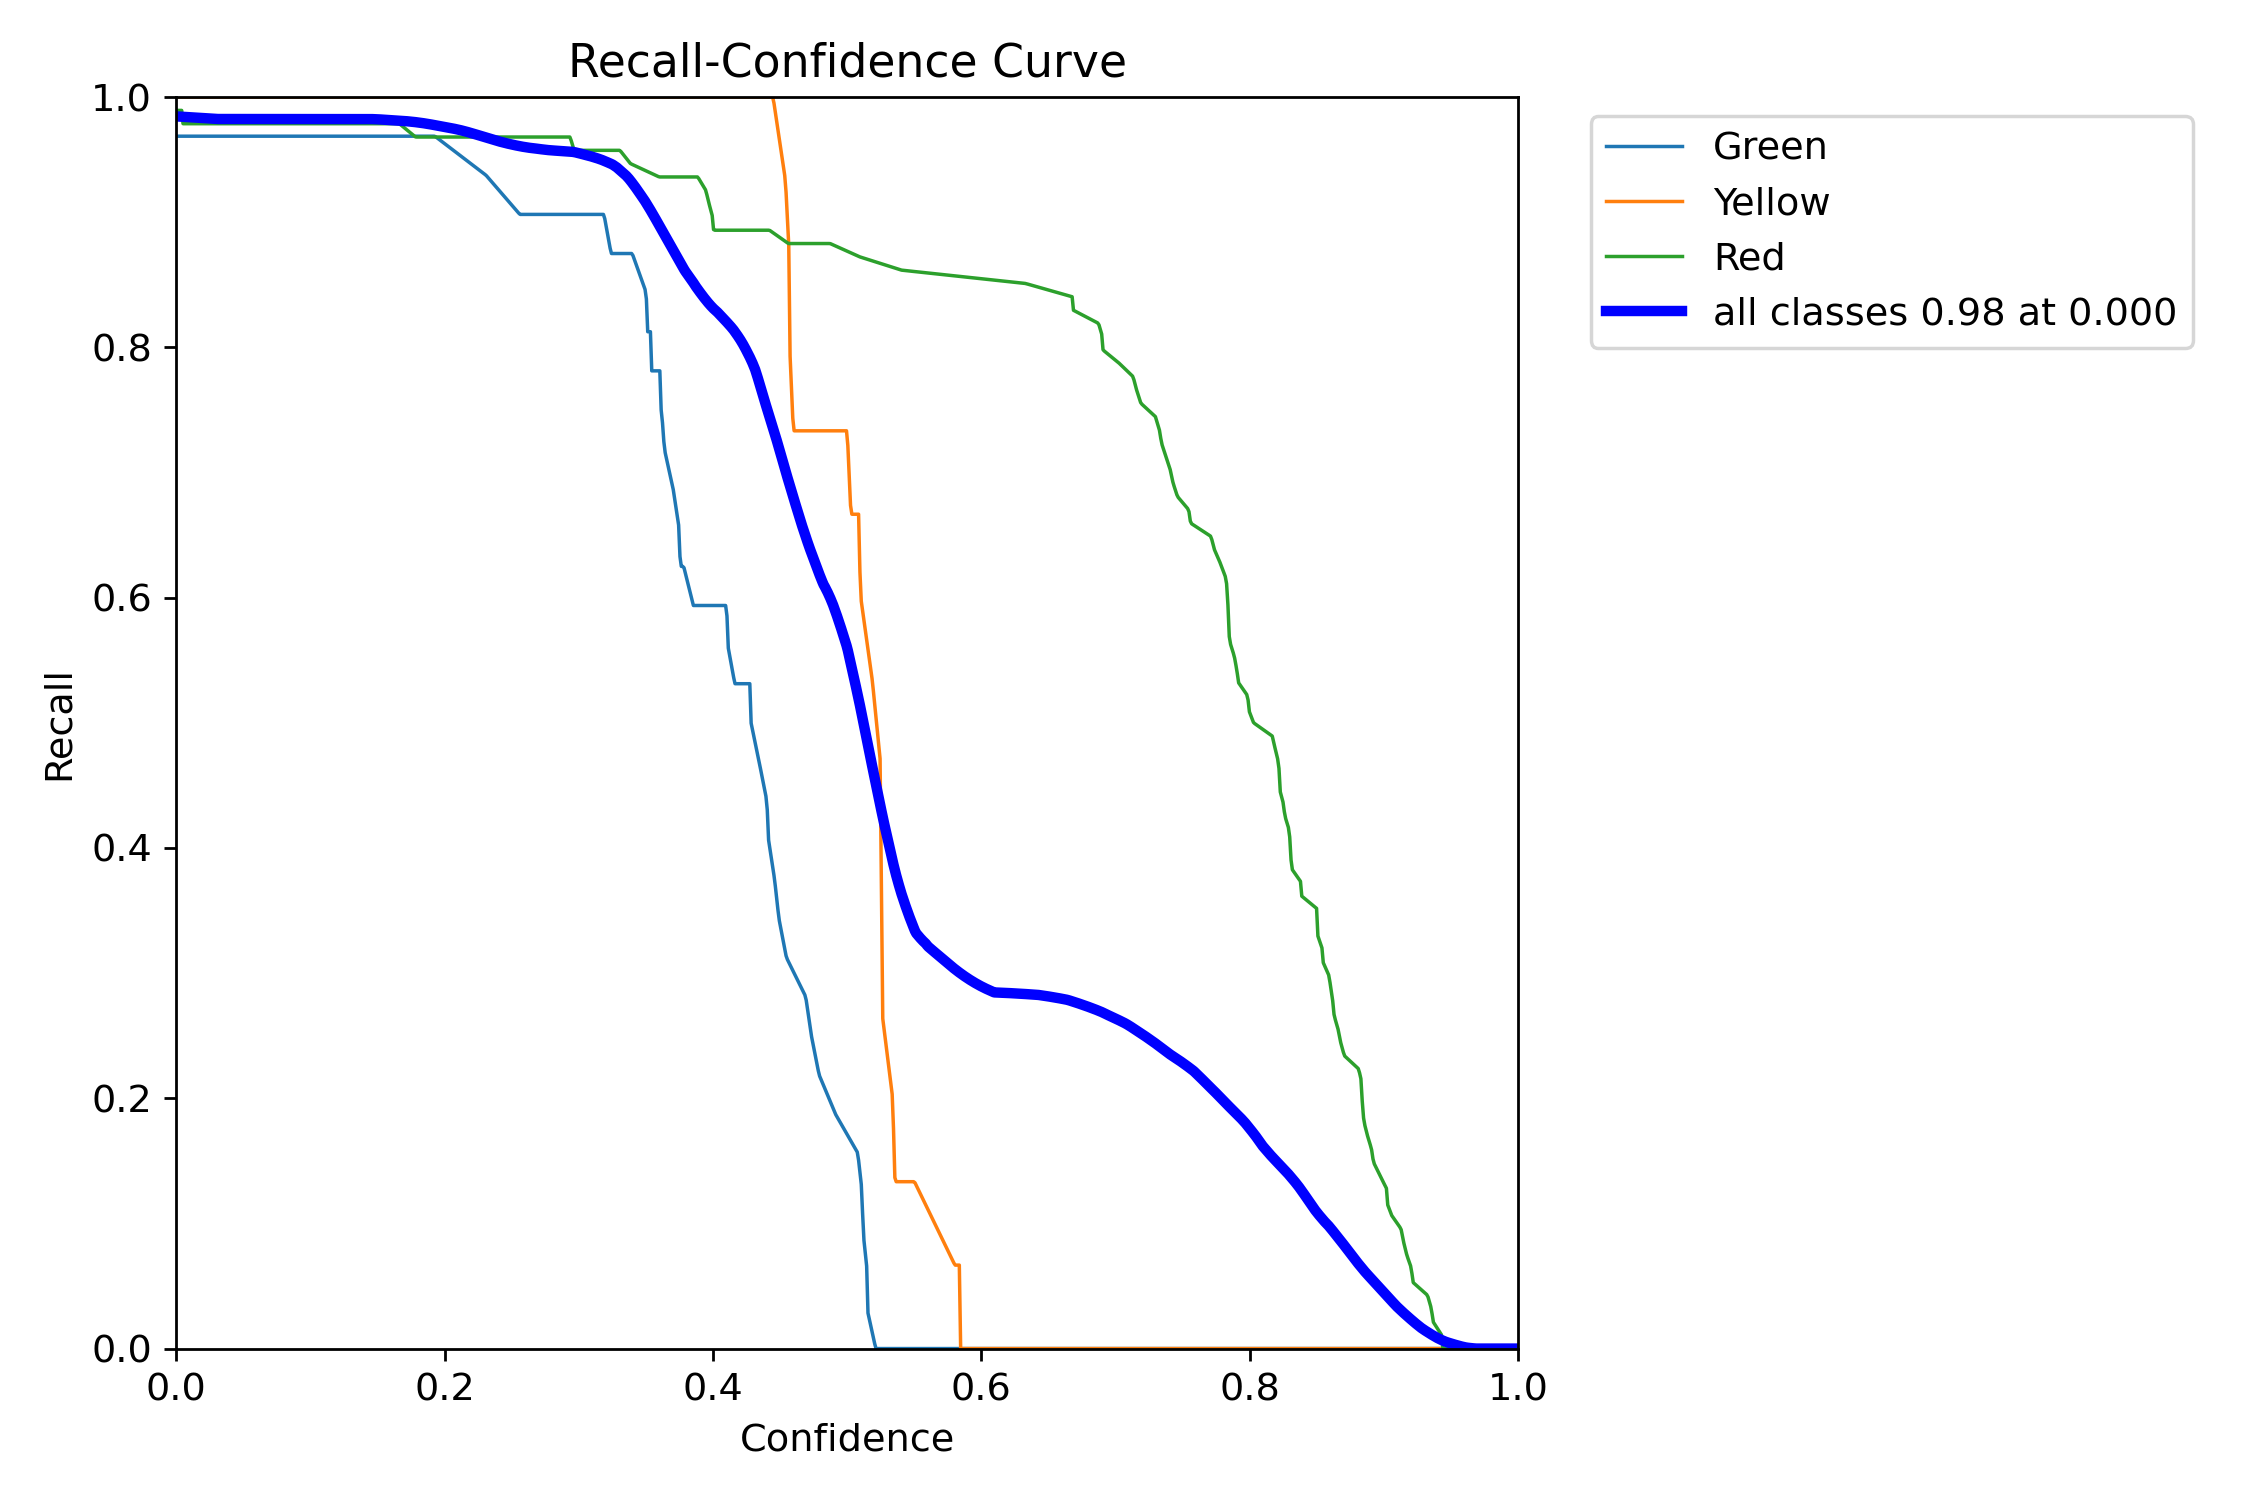 Recall-Confidence Curve
1.0
0.8
0.6
0.4
0.2
0.0
Recall
0.0 0.2 0.4 0.6 0.8 1.0
Confidence
Green
Yellow
Red
all classes 0.98 at 0.000